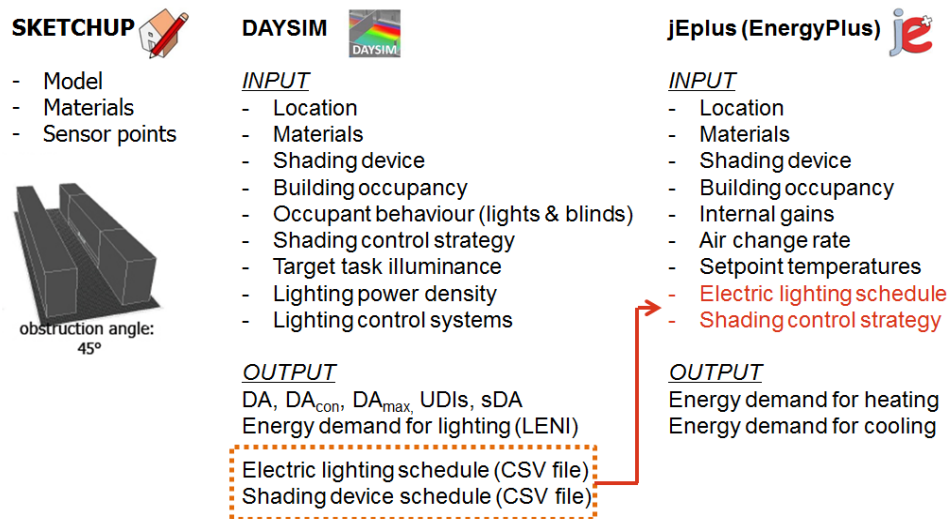 SKETCHUP
- Model
- Materials
- Sensor points
obstruction angle:
45º
DAYSIM
DAYSIM
INPUT
- Location
- Materials
- Shading device
- Building occupancy
- Occupant behaviour (lights & blinds)
- Shading control strategy
- Target task illuminance
- Lighting power density
- Lighting control systems
OUTPUT
DA, DAcon, DAmax, UDIs, sDA
Energy demand for lighting (LENI)
Electric lighting schedule (CSV file)
Shading device schedule (CSV file)
jEplus (EnergyPlus)
je+
INPUT
- Location
- Materials
- Shading device
- Building occupancy
- Internal gains
- Air change rate
- Setpoint temperatures
- Electric lighting schedule
- Shading control strategy
OUTPUT
Energy demand for heating
Energy demand for cooling